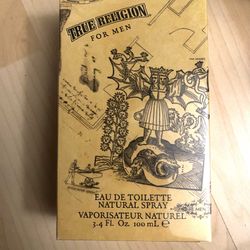 TRUE RELIGION
FOR MEN
EAU DE TOILETTE
NATURAL SPRAY
VAPORISATEUR NATUREL
3.4 Fl. Oz. 100 mL ℮